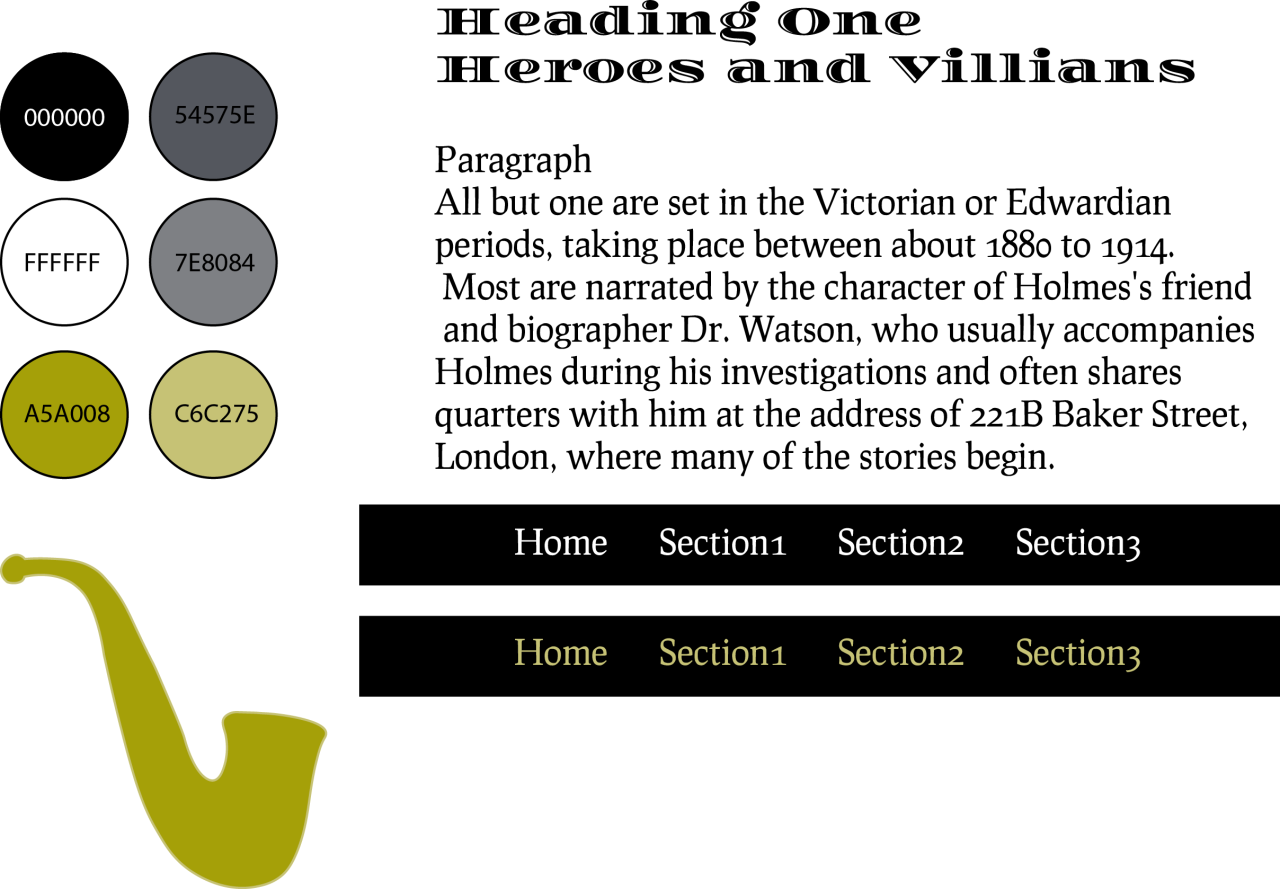 Heading One
Heroes and Villians
000000
54575E
FFFFFF
7E8084
A5A008
C6C275
Paragraph
All but one are set in the Victorian or Edwardian
periods, taking place between about 1880 to 1914.
Most are narrated by the character of Holmes's friend
and biographer Dr. Watson, who usually accompanies
Holmes during his investigations and often shares
quarters with him at the address of 221B Baker Street,
London, where many of the stories begin.
Home Section1 Section2 Section3
Home Section1 Section2 Section3